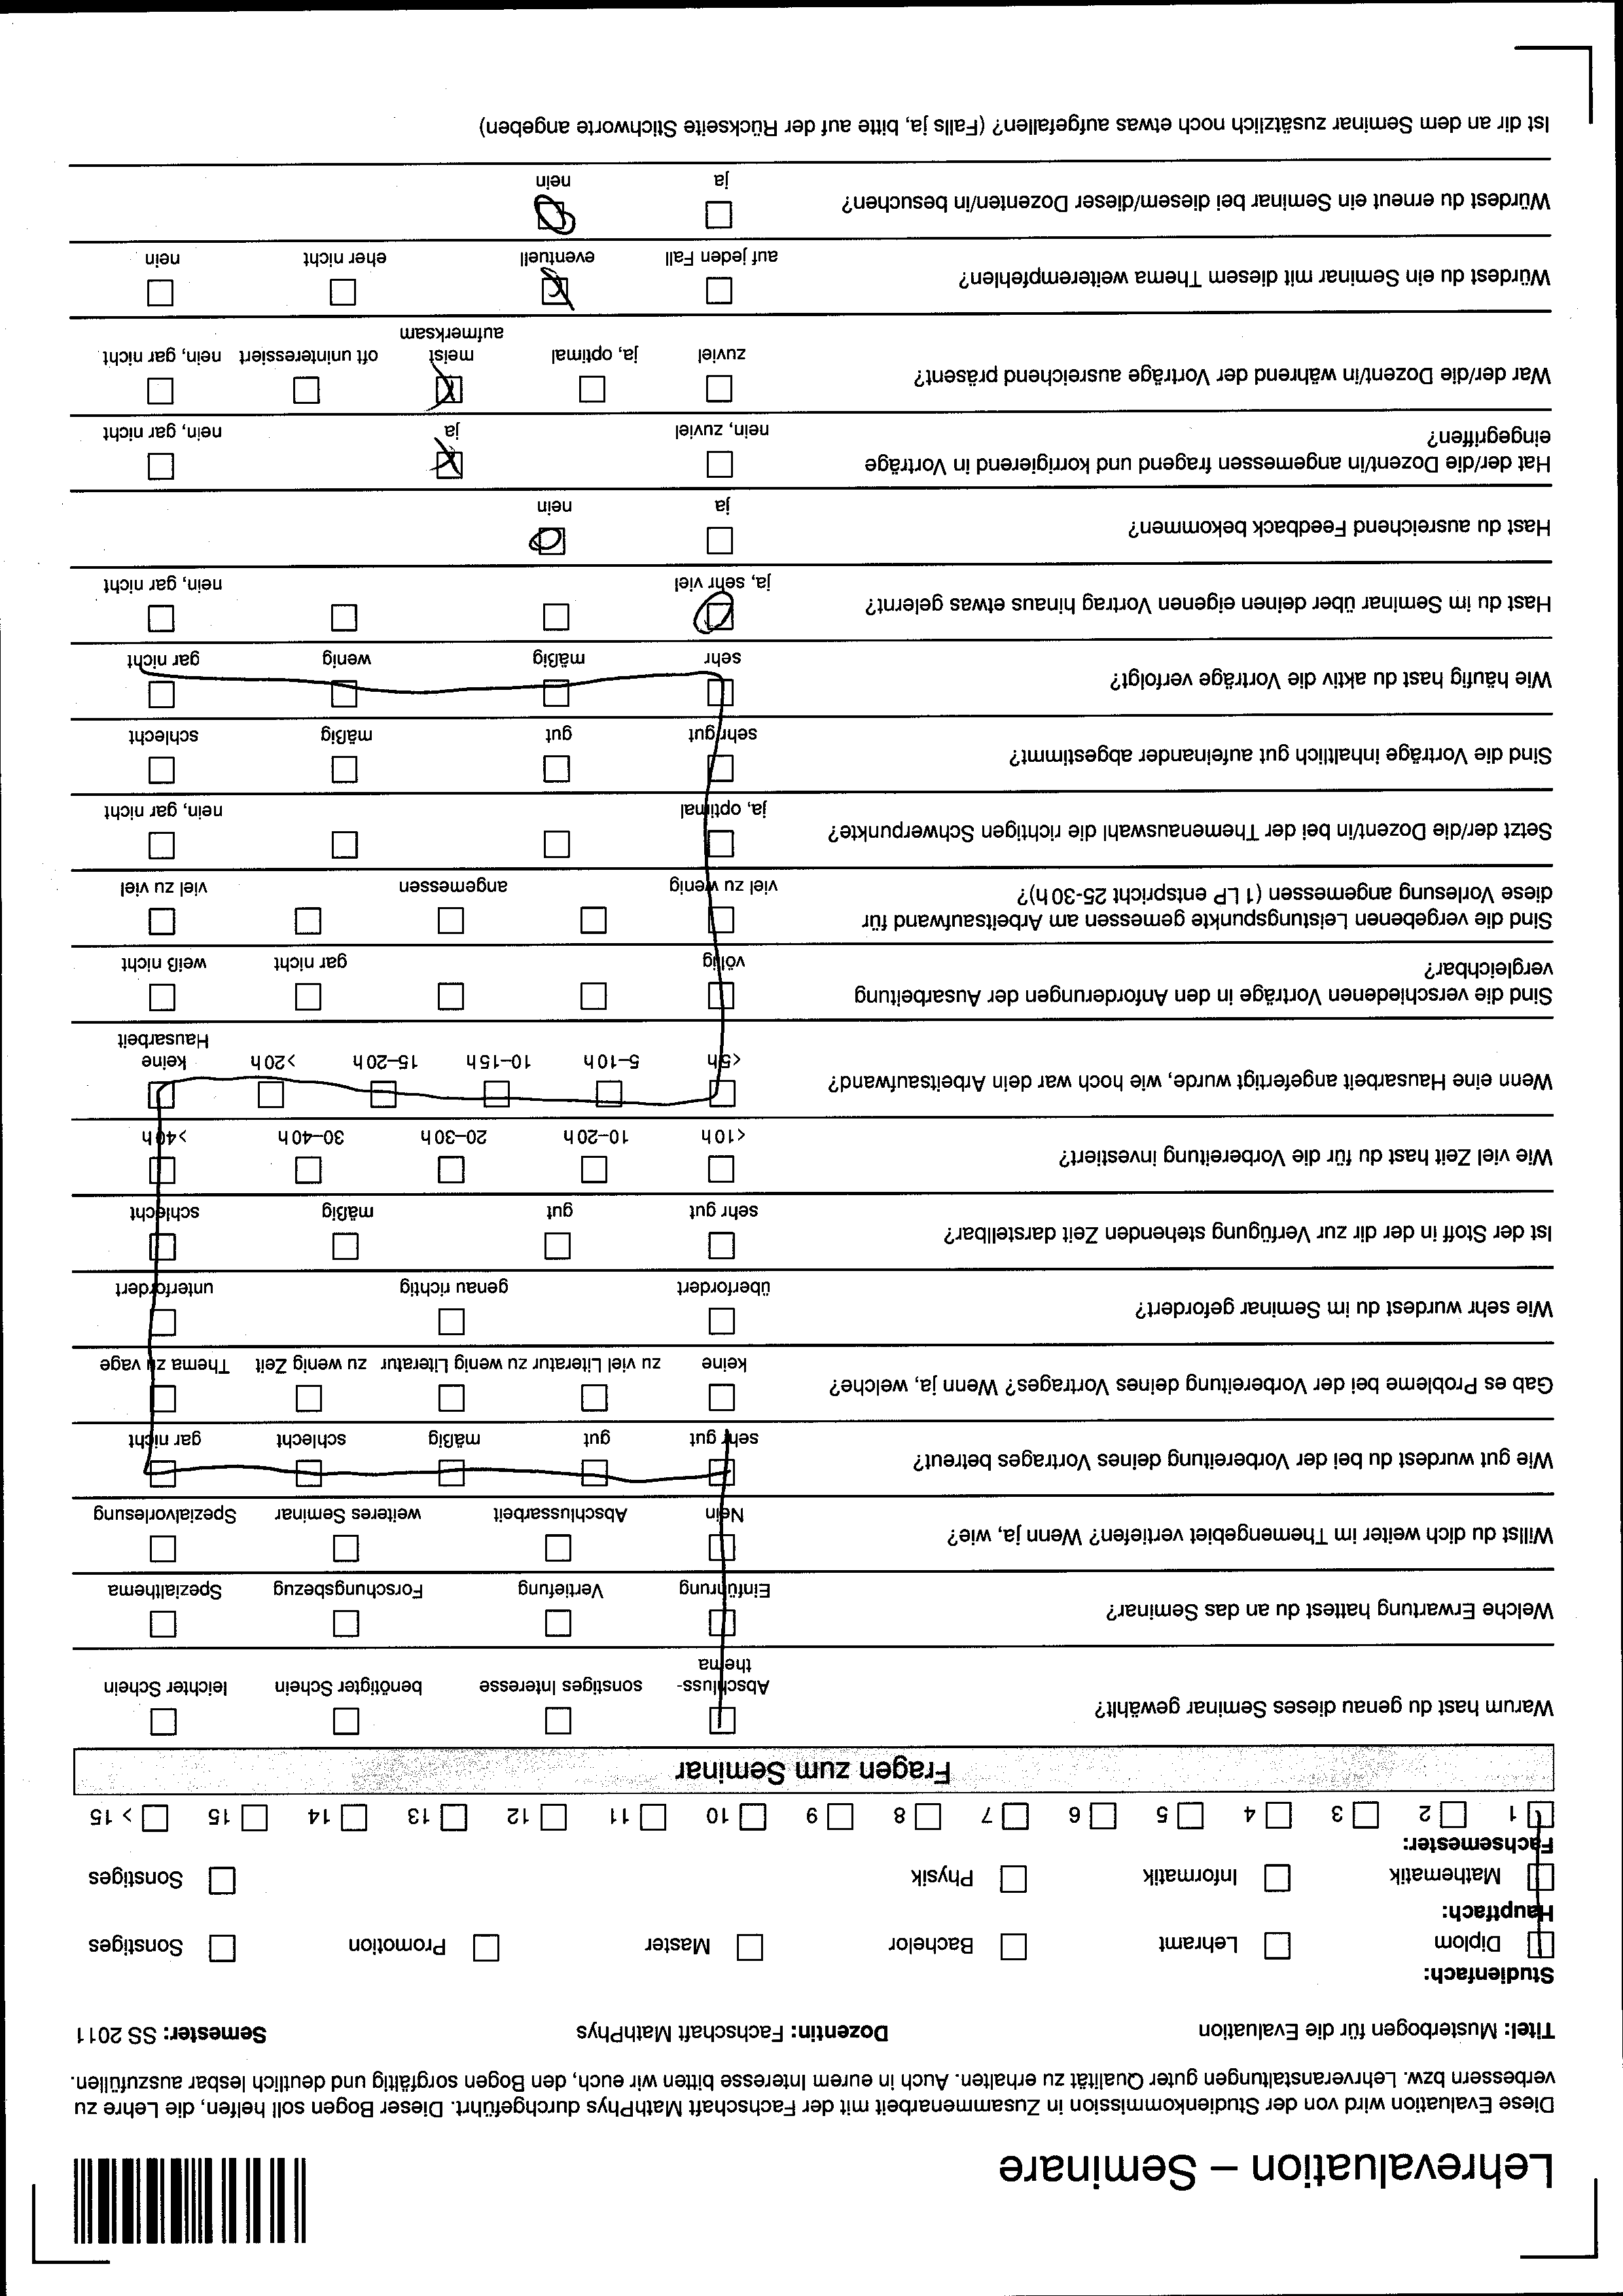 Lehrevaluation – Seminare
Diese Evaluation wird von der Studienkommission in Zusammenarbeit mit der Fachschaft MathPhys durchgeführt. Dieser Bogen soll helfen, die Lehre zu
verbessern bzw. Lehrveranstaltungen guter Qualität zu erhalten. Auch in eurem Interesse bitten wir euch, den Bogen sorgfältig und deutlich lesbar auszufüllen.
Titel: Musterbogen für die Evaluation Dozentin: Fachschaft MathPhys Semester: SS 2011
Studienfach:
Diplom Lehramt Bachelor Master Promotion Sonstiges
Hauptfach:
Mathematik Informatik Physik Sonstiges
Fachsemester:
1 2 3 4 5 6 7 8 9 10 11 12 13 14 15 > 15
Fragen zum Seminar
Warum hast du genau dieses Seminar gewählt?
Abschluss- sonstiges Interesse benötigter Schein leichter Schein
thema
Welche Erwartung hattest du an das Seminar?
Einführung Vertiefung Forschungsbezug Spezialthema
Willst du dich weiter im Themengebiet vertiefen? Wenn ja, wie?
Nein Abschlussarbeit weiteres Seminar Spezialvorlesung
Wie gut wurdest du bei der Vorbereitung deines Vortrages betreut?
sehr gut gut mäßig schlecht gar nicht
Gab es Probleme bei der Vorbereitung deines Vortrages? Wenn ja, welche?
keine zu viel Literatur zu wenig Literatur zu wenig Zeit Thema zu vage
Wie sehr wurdest du im Seminar gefordert?
überfordert genau richtig unterfordert
Ist der Stoff in der dir zur Verfügung stehenden Zeit darstellbar?
sehr gut gut mäßig schlecht
Wie viel Zeit hast du für die Vorbereitung investiert?
<10 h 10–20 h 20–30 h 30–40 h >40 h
Wenn eine Hausarbeit angefertigt wurde, wie hoch war dein Arbeitsaufwand?
<5h 5–10 h 10–15 h 15–20 h >20 h keine
Hausarbeit
Sind die verschiedenen Vorträge in den Anforderungen der Ausarbeitung
vergleichbar?
völlig gar nicht weiß nicht
Sind die vergebenen Leistungspunkte gemessen am Arbeitsaufwand für
diese Vorlesung angemessen (1 LP entspricht 25-30 h)?
viel zu wenig angemessen viel zu viel
Setzt der/die Dozent/in bei der Themenauswahl die richtigen Schwerpunkte?
ja, optimal nein, gar nicht
Sind die Vorträge inhaltlich gut aufeinander abgestimmt?
sehr gut gut mäßig schlecht
Wie häufig hast du aktiv die Vorträge verfolgt?
sehr mäßig wenig gar nicht
Hast du im Seminar über deinen eigenen Vortrag hinaus etwas gelernt?
ja, sehr viel nein, gar nicht
Hast du ausreichend Feedback bekommen?
ja nein
Hat der/die Dozent/in angemessen fragend und korrigierend in Vorträge
eingegriffen?
nein, zuviel ja nein, gar nicht
War der/die Dozent/in während der Vorträge ausreichend präsent?
zuviel ja, optimal meist oft uninteressiert nein, gar nicht
aufmerksam
Würdest du ein Seminar mit diesem Thema weiterempfehlen?
auf jeden Fall eventuell eher nicht nein
Würdest du erneut ein Seminar bei diesem/dieser Dozenten/in besuchen?
ja nein
Ist dir an dem Seminar zusätzlich noch etwas aufgefallen? (Falls ja, bitte auf der Rückseite Stichworte angeben)